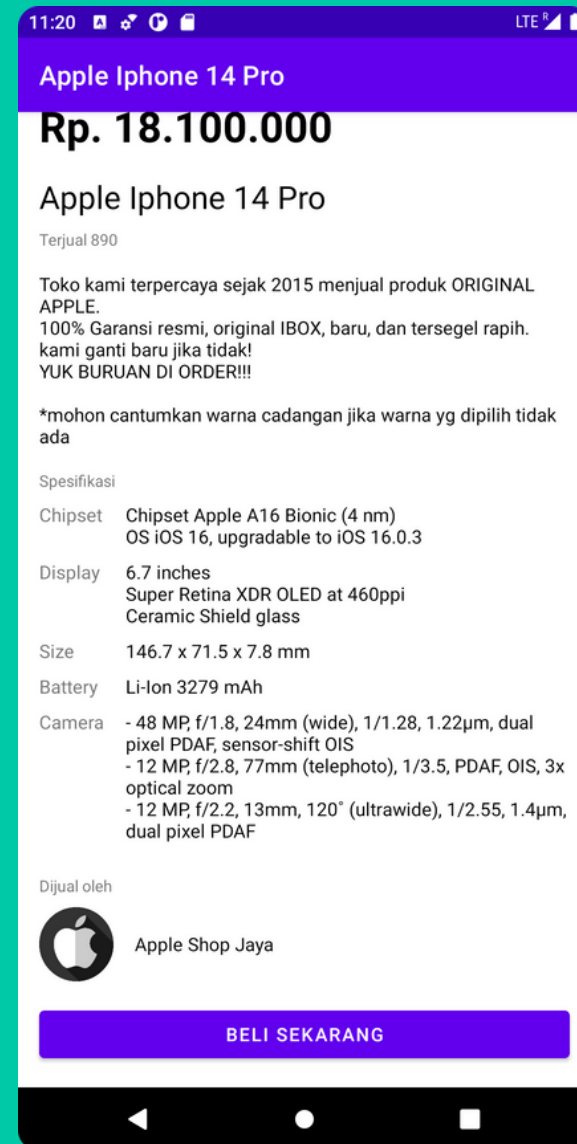 11:20
LTE R
Apple Iphone 14 Pro
Rp. 18.100.000
Apple Iphone 14 Pro
Terjual 890
Toko kami terpercaya sejak 2015 menjual produk ORIGINAL
APPLE.
100% Garansi resmi, original IBOX, baru, dan tersegel rapih.
kami ganti baru jika tidak!
YUK BURUAN DI ORDER!!!
*mohon cantumkan warna cadangan jika warna yg dipilih tidak
ada
Spesifikasi
Chipset Chipset Apple A16 Bionic (4 nm)
OS iOS 16, upgradable to iOS 16.0.3
Display 6.7 inches
Super Retina XDR OLED at 460ppi
Ceramic Shield glass
Size 146.7 x 71.5 x 7.8 mm
Battery Li-Ion 3279 mAh
Camera - 48 MP, f/1.8, 24mm (wide), 1/1.28, 1.22µm, dual
pixel PDAF, sensor-shift OIS
- 12 MP, f/2.8, 77mm (telephoto), 1/3.5, PDAF, OIS, 3x
optical zoom
- 12 MP, f/2.2, 13mm, 120˚ (ultrawide), 1/2.55, 1.4µm,
dual pixel PDAF
Dijual oleh
Apple Shop Jaya
BELI SEKARANG